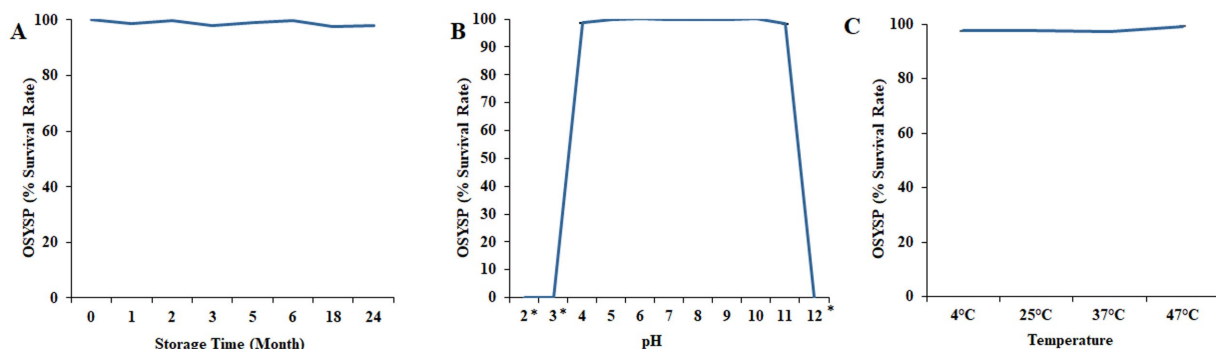 A
OSYSP (% Survival Rate)
100
80
60
40
20
0
0 1 2 3 5 6 18 24
Storage Time (Month)
B
OSYSP (% Survival Rate)
100
90
80
70
60
50
40
30
20
10
0
2* 3* 4 5 6 7 8 9 10 11 12*
pH
C
OSYSP (% Survival Rate)
100
80
60
40
20
0
4°C 25°C 37°C 47°C
Temperature